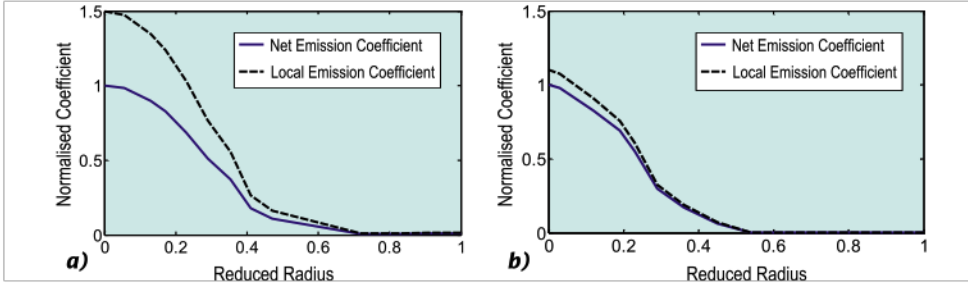 1.5
1
0.5
0
0
0.2
0.4
0.6
0.8
1
Normalised Coefficient
Reduced Radius
Net Emission Coefficient
Local Emission Coefficient
a)
1.5
1
0.5
0
0
0.2
0.4
0.6
0.8
1
Normalised Coefficient
Reduced Radius
Net Emission Coefficient
Local Emission Coefficient
b)